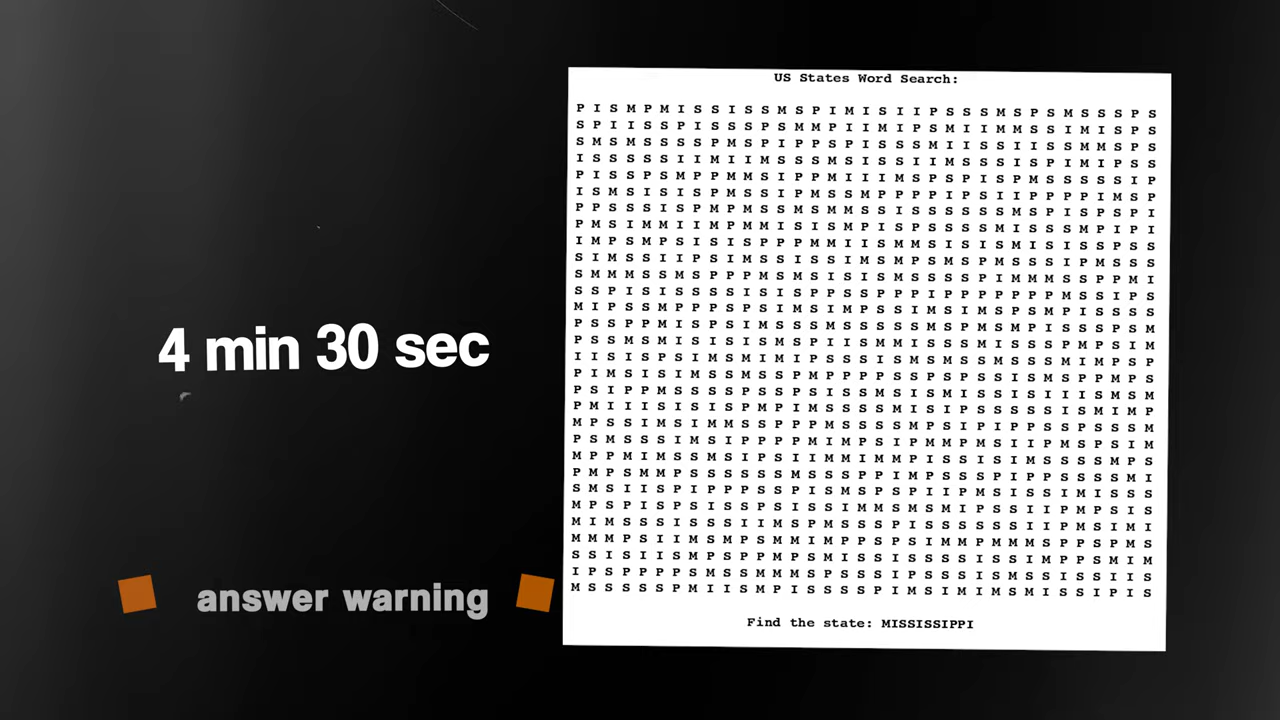 US States Word Search:
P I S M P M I S S I S S M S P I M I S I I P S S S M S P S M S S S P S
S P I I S S P I S S S P S M M P I I M I P S M I I M M S S I M I S P S
S M S M S S S S P M S P I P P S P I S S S M I I S S I I S S M M S P S
I S S S S S I I M I I M S S S M S I S S I I M S S S I S P I M I P S S
P I S S P S M P P M M S I P P M I I I M S P S P I S P M S S S S S I P
I S M S I S I S P M S S I P M S S M P P P P I P S I I P P P P I M S P
P P S S S I S P M P M S S M S M M S S I S S S S S S M S P I S P S P I
P M S I M M I I M P M M I S I S M P I S P S S S S M I S S S M P I P I
I M P S M P S I S I S P P P M M I I S M M S I S I S M I S I S S P S S
S I M S S I I P S I M S S I S S I M S M P S M S P M S S S I P M S S S
S M M M S S M S P P P M S M S I S I S M S S S S P I M M M S S P P M I
S S P I S I S S S S I S I S P P S S P P P I P P P P P P P M S S I P S
M I P S S M P P P S P S I M S I M P S S I M S I M S P S M P I S S S S
P S S P P M I S P S I M S S S M S S S S S M S P S M S M P I S S S P S M
P S S M S M I S I S I S M S P I I S M M I S S S M I S S S P M P S I M
I I S I S P S I M S M I M I P S S S I S M S M S S M S S S M I M P S P
P I M S I S I M S S M S S P M P P P P S S P S P S S I S M S P P M P S
P S I P P M S S S S P S S P S I S S M S I S M I S S I S I I I S M S M
P M I I I S I S I S P M P I M S S S S M I S I P S S S S S I S M I M P
M P S S I M S I M M S S P P P M S S S S M P S I P I P P S S P S S S M
P S M S S S I M S I P P P P M I M P S I P M M P M S I I P M S P S I M
M P P M I M S S M S I P S I I M M I M M P I S S I S I M S S S S M P S
P M P S M M P S S S S S S M S S S P P I M P S S S P I P P S S S S M I
S M S I I S P I P P P S S P I S M S P S P I I P M S I S S I M I S S S
M P S P I S P S I S S P S I S S I M M S M S M I P S S I I P M P S I S
M I M S S S I S S S I I M S P M S S S P I S S S S S S I I P M S I M I
M M M P S I I M S M P S M M I M P P S P S I M M P M M M S P P S P M S
S S I S I I S M P S P P M P M S M I S S I S S S S I S S I M P P S M I M
I P S P P P P S M S S M M M S P S S S I P S S S I S M S S I S S I I S
M S S S S S P M I I S M P I S S S S P I M S I M I M S M I S S I P I S
Find the state: MISSISSIPPI
4 min 30 sec
answer warning